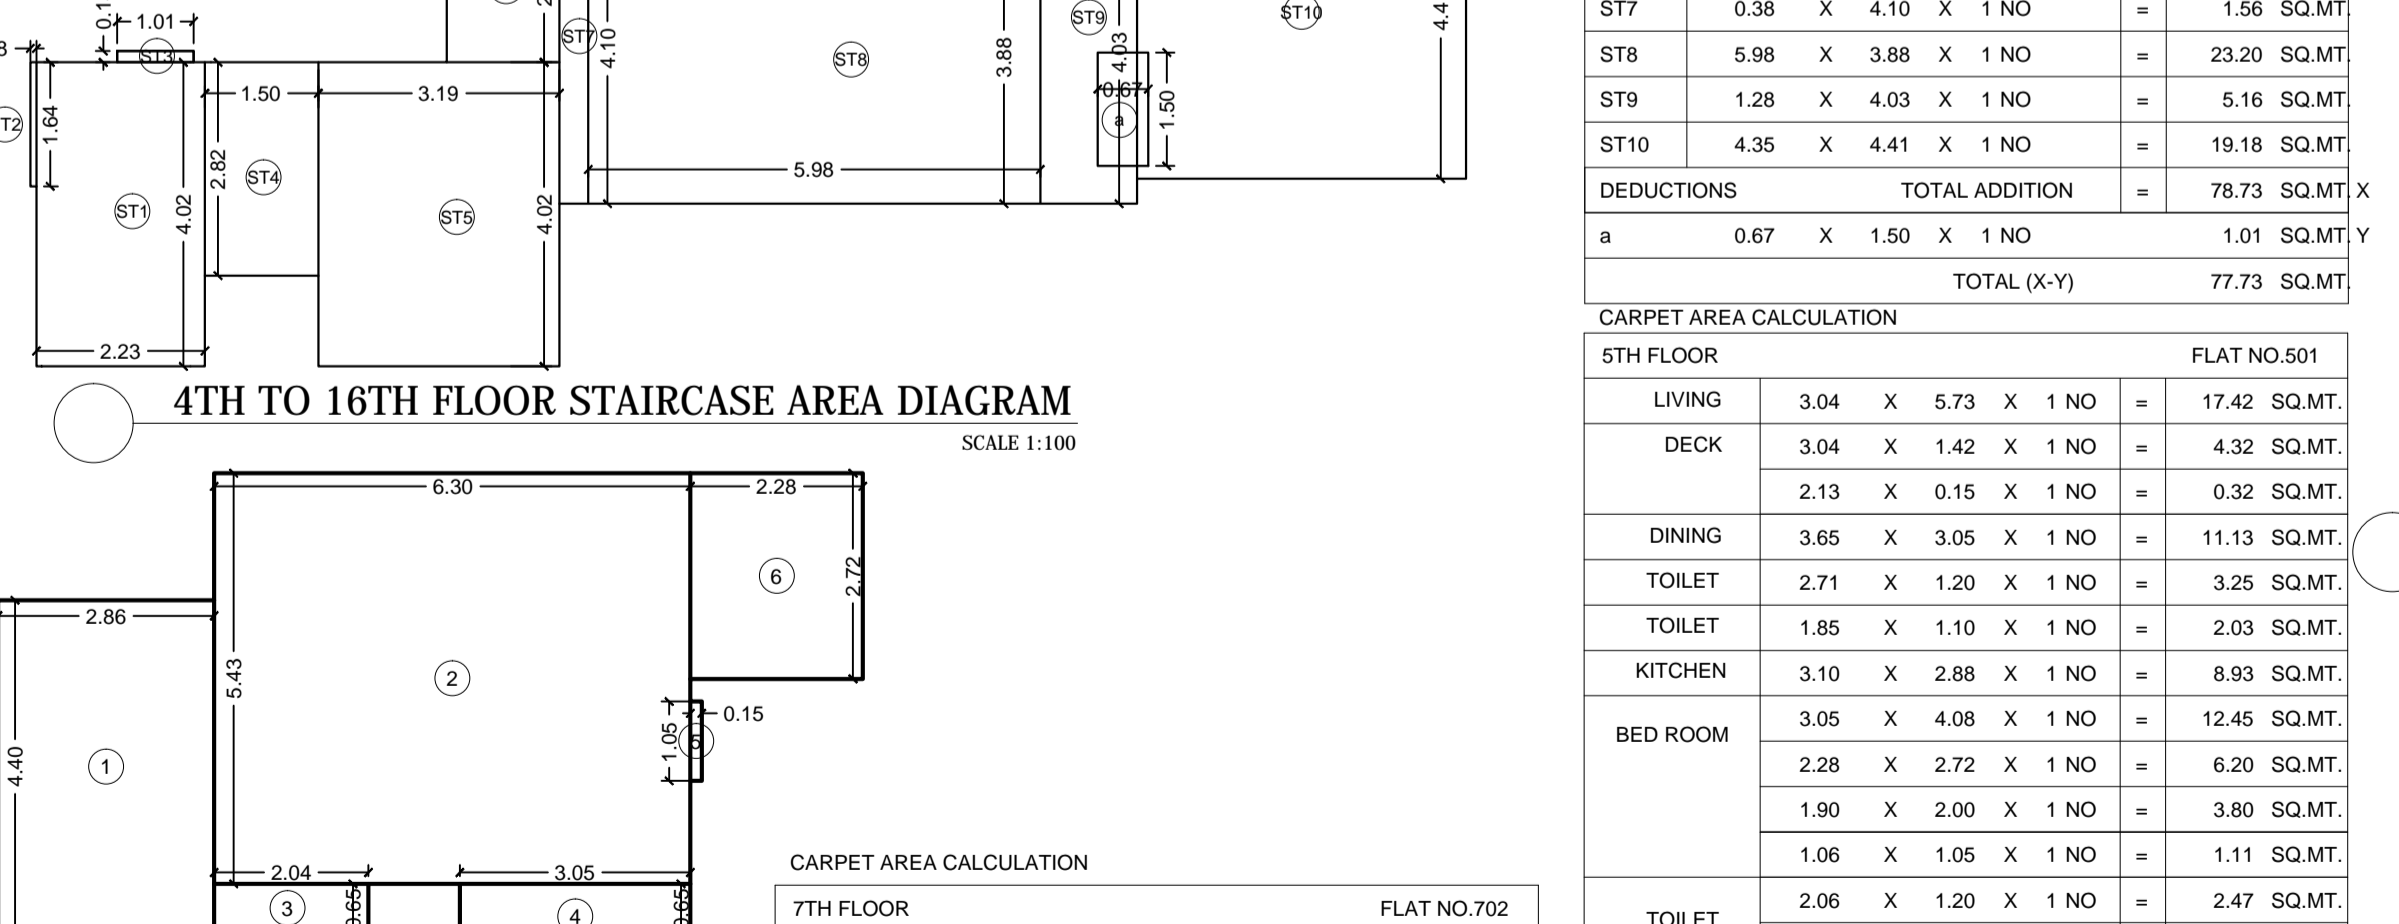 ST7 0.38 X 4.10 X 1 NO = 1.56 SQ.MT.
ST8 5.98 X 3.88 X 1 NO = 23.20 SQ.MT.
ST9 1.28 X 4.03 X 1 NO = 5.16 SQ.MT.
ST10 4.35 X 4.41 X 1 NO = 19.18 SQ.MT.
DEDUCTIONS TOTAL ADDITION = 78.73 SQ.MT. X
a 0.67 X 1.50 X 1 NO 1.01 SQ.MT. Y
TOTAL (X-Y) 77.73 SQ.MT.
1.01
ST3
1.64
ST1
4.02
2.23
1.50
2.82
ST4
3.19
ST5
4.02
ST7
4.10
ST8
3.88
5.98
ST9
4.03
0.67
a
1.50
ST10
4TH TO 16TH FLOOR STAIRCASE AREA DIAGRAM
SCALE 1:100
CARPET AREA CALCULATION
5TH FLOOR FLAT NO.501
LIVING 3.04 X 5.73 X 1 NO = 17.42 SQ.MT.
DECK 3.04 X 1.42 X 1 NO = 4.32 SQ.MT.
2.13 X 0.15 X 1 NO = 0.32 SQ.MT.
DINING 3.65 X 3.05 X 1 NO = 11.13 SQ.MT.
TOILET 2.71 X 1.20 X 1 NO = 3.25 SQ.MT.
TOILET 1.85 X 1.10 X 1 NO = 2.03 SQ.MT.
KITCHEN 3.10 X 2.88 X 1 NO = 8.93 SQ.MT.
BED ROOM 3.05 X 4.08 X 1 NO = 12.45 SQ.MT.
2.28 X 2.72 X 1 NO = 6.20 SQ.MT.
1.90 X 2.00 X 1 NO = 3.80 SQ.MT.
1.06 X 1.05 X 1 NO = 1.11 SQ.MT.
TOILET 2.06 X 1.20 X 1 NO = 2.47 SQ.MT.
6.30
2.28
6
2.72
2.86
5.43
2
0.15
1.05
5
1
4.40
2.04
3.05
3
0.65
4
0.65
CARPET AREA CALCULATION
7TH FLOOR FLAT NO.702